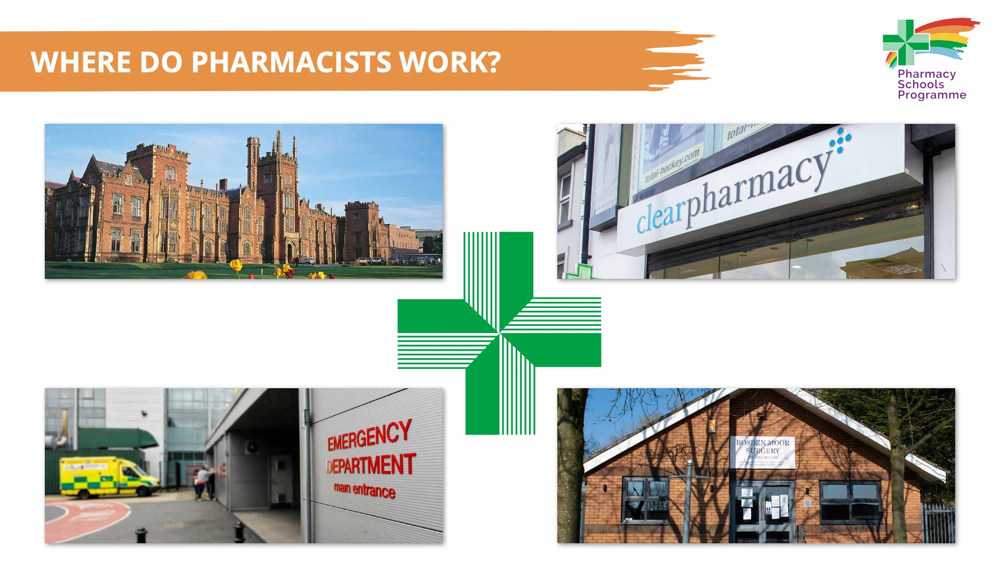 WHERE DO PHARMACISTS WORK?
Pharmacy
Schools
Programme
total-hockey.com
clearpharmacy
EMERGENCY
DEPARTMENT
main entrance
BOSDEN MOOR
SURGERY